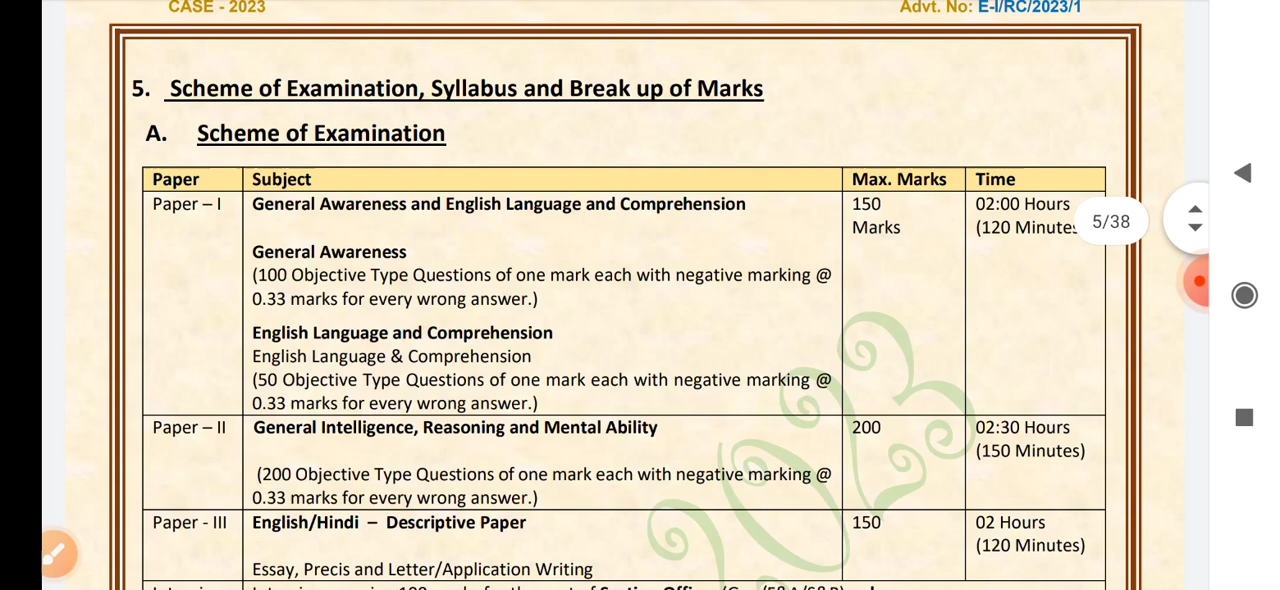 CASE - 2023 Advt. No: E-I/RC/2023/1
5. Scheme of Examination, Syllabus and Break up of Marks
A. Scheme of Examination
Paper Subject Max. Marks Time
Paper – I General Awareness and English Language and Comprehension 150 02:00 Hours
Marks (120 Minutes
5/38
General Awareness
(100 Objective Type Questions of one mark each with negative marking @
0.33 marks for every wrong answer.)
English Language and Comprehension
English Language & Comprehension
(50 Objective Type Questions of one mark each with negative marking @
0.33 marks for every wrong answer.)
Paper – II General Intelligence, Reasoning and Mental Ability 200 02:30 Hours
(150 Minutes)
(200 Objective Type Questions of one mark each with negative marking @
0.33 marks for every wrong answer.)
Paper - III English/Hindi – Descriptive Paper 150 02 Hours
(120 Minutes)
Essay, Precis and Letter/Application Writing
2023